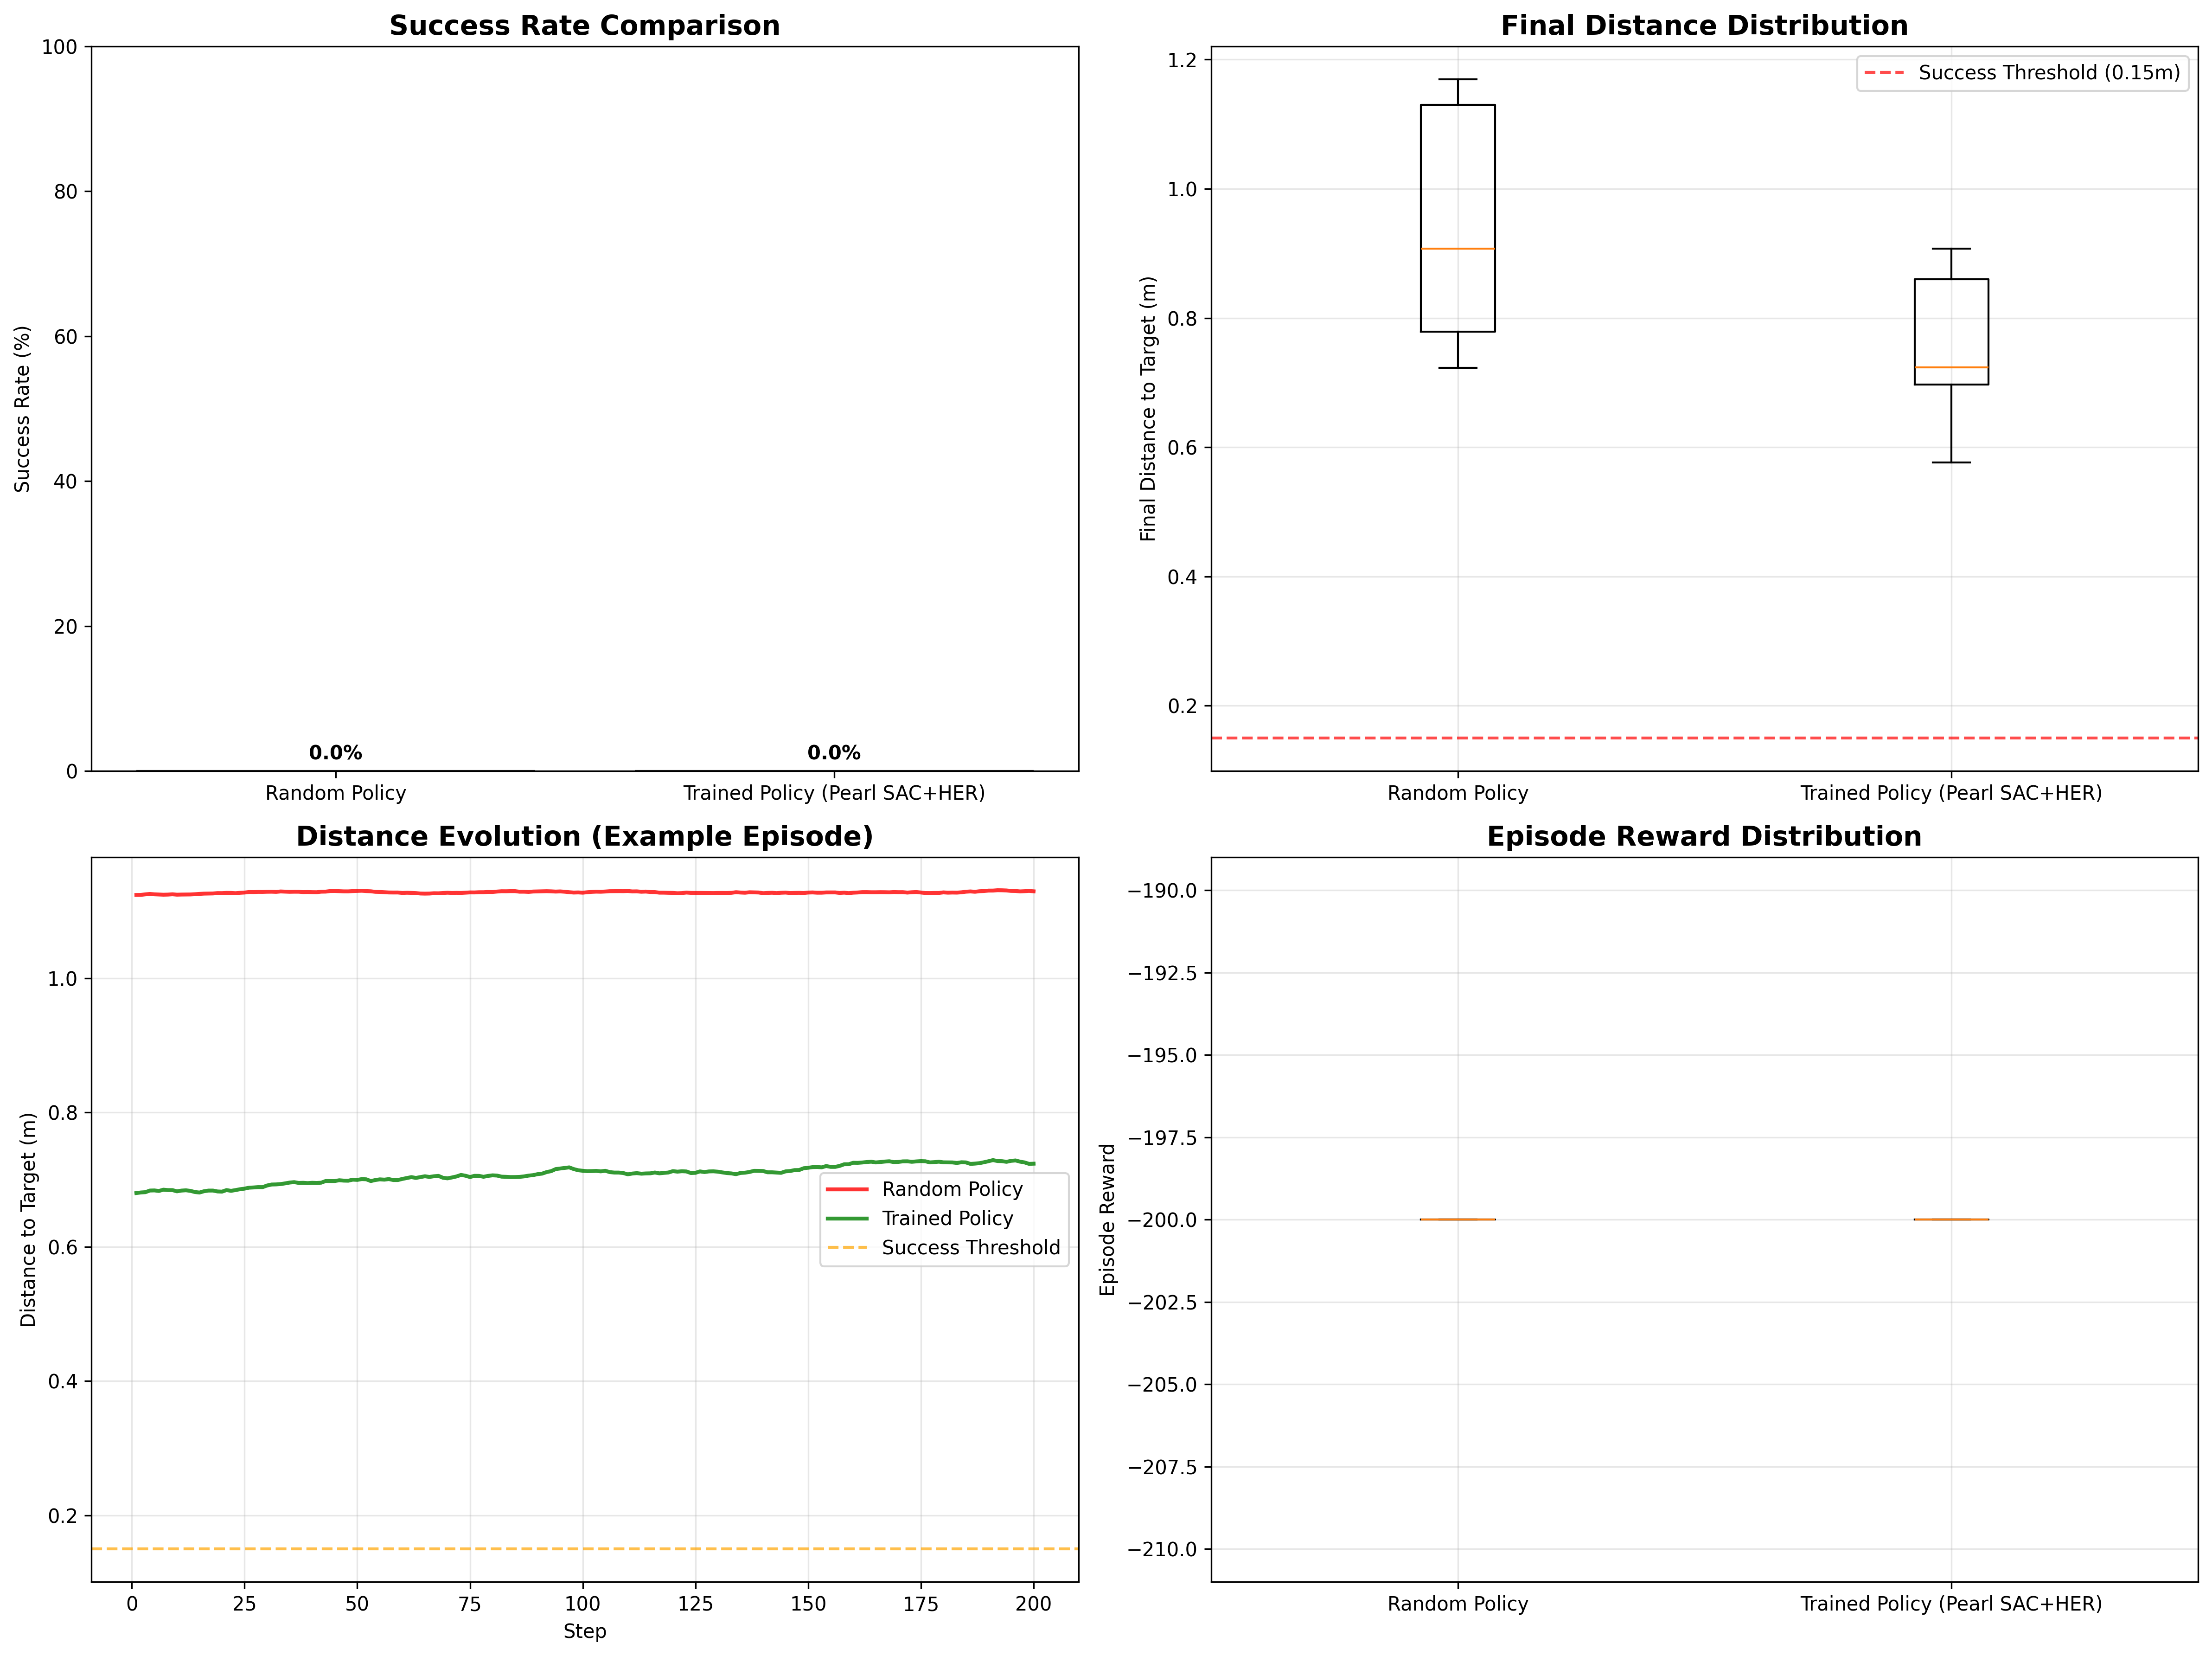 Success Rate Comparison
Success Rate (%)
100
80
60
40
20
0
0.0%
0.0%
Random Policy
Trained Policy (Pearl SAC+HER)
Final Distance Distribution
Final Distance to Target (m)
1.2
1.0
0.8
0.6
0.4
0.2
Success Threshold (0.15m)
Random Policy
Trained Policy (Pearl SAC+HER)
Distance Evolution (Example Episode)
Distance to Target (m)
1.0
0.8
0.6
0.4
0.2
Random Policy
Trained Policy
Success Threshold
0 25 50 75 100 125 150 175 200
Step
Episode Reward Distribution
Episode Reward
−190.0
−192.5
−195.0
−197.5
−200.0
−202.5
−205.0
−207.5
−210.0
Random Policy
Trained Policy (Pearl SAC+HER)